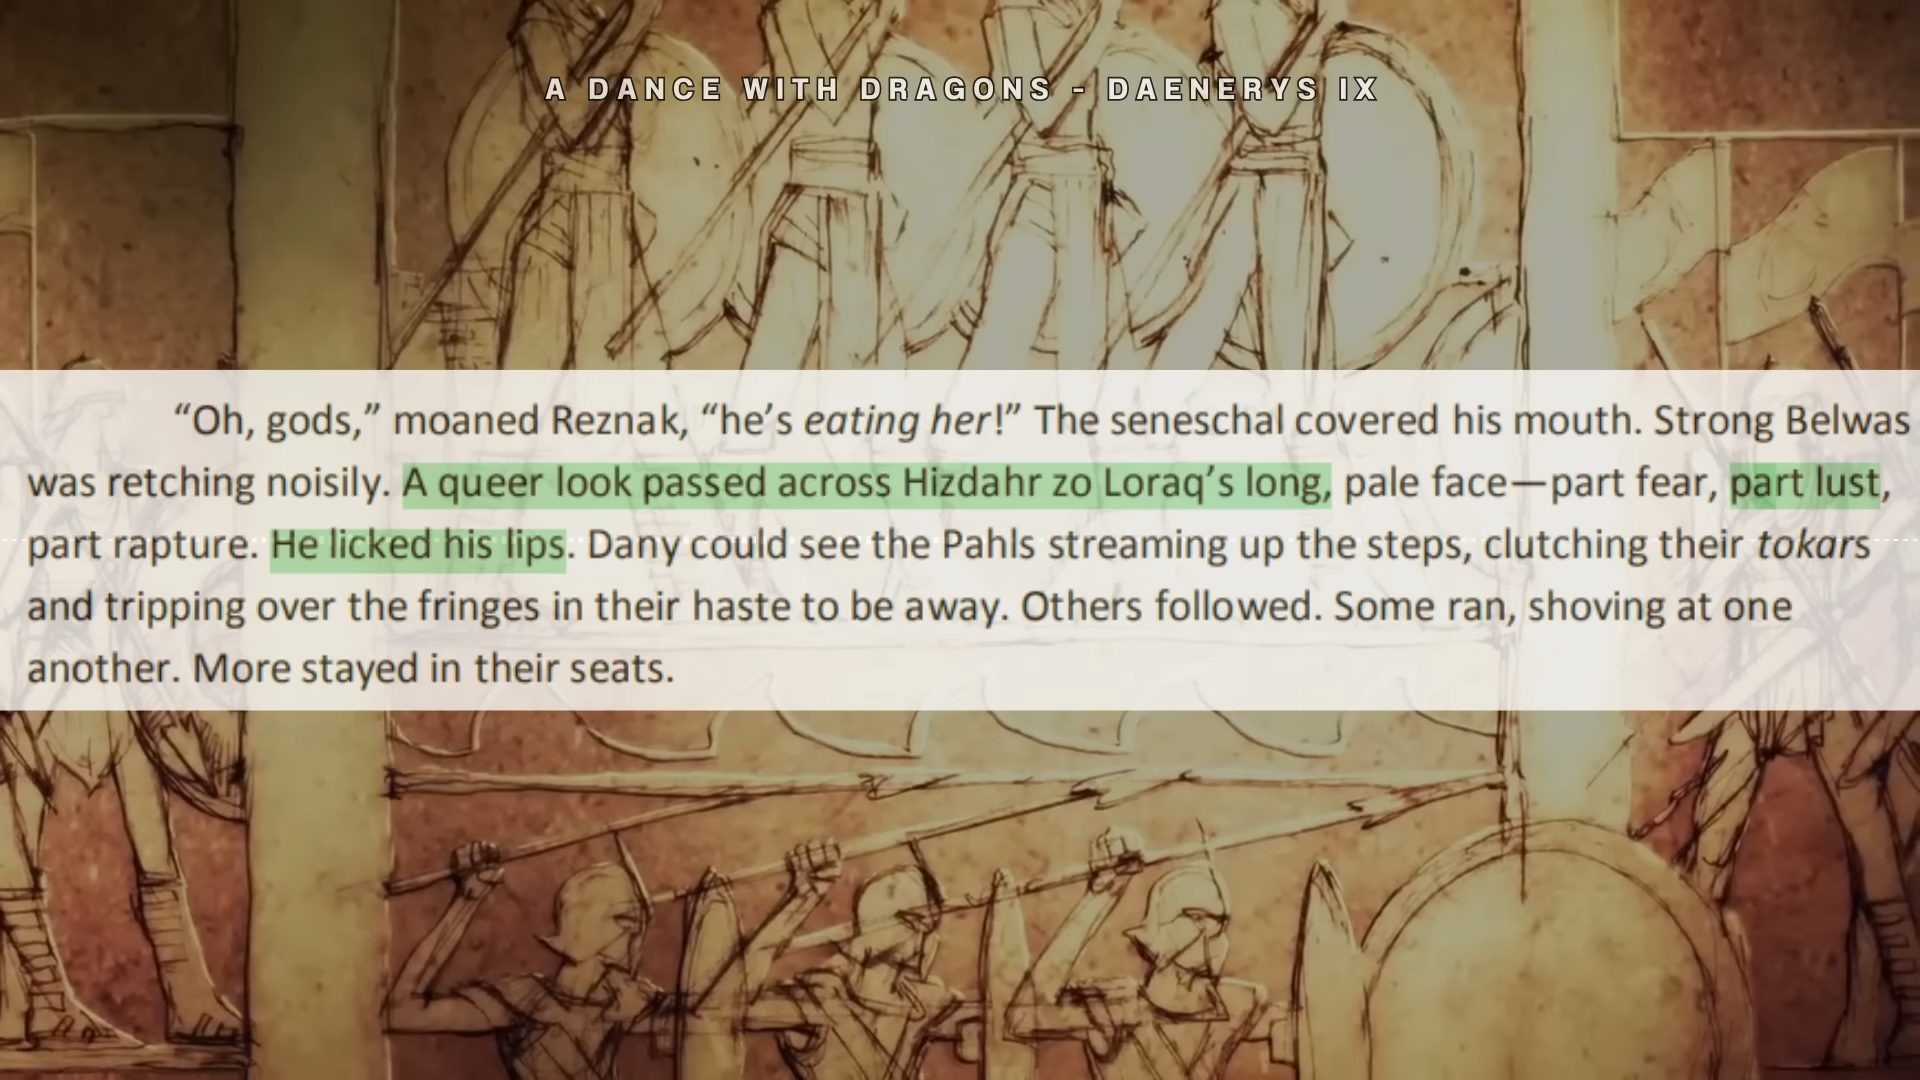 A DANCE WITH DRAGONS - DAENERYS IX
“Oh, gods,” moaned Reznak, “he’s eating her!” The seneschal covered his mouth. Strong Belwas
was retching noisily. A queer look passed across Hizdahr zo Loraq’s long, pale face—part fear, part lust,
part rapture. He licked his lips. Dany could see the Pahls streaming up the steps, clutching their tokars
and tripping over the fringes in their haste to be away. Others followed. Some ran, shoving at one
another. More stayed in their seats.